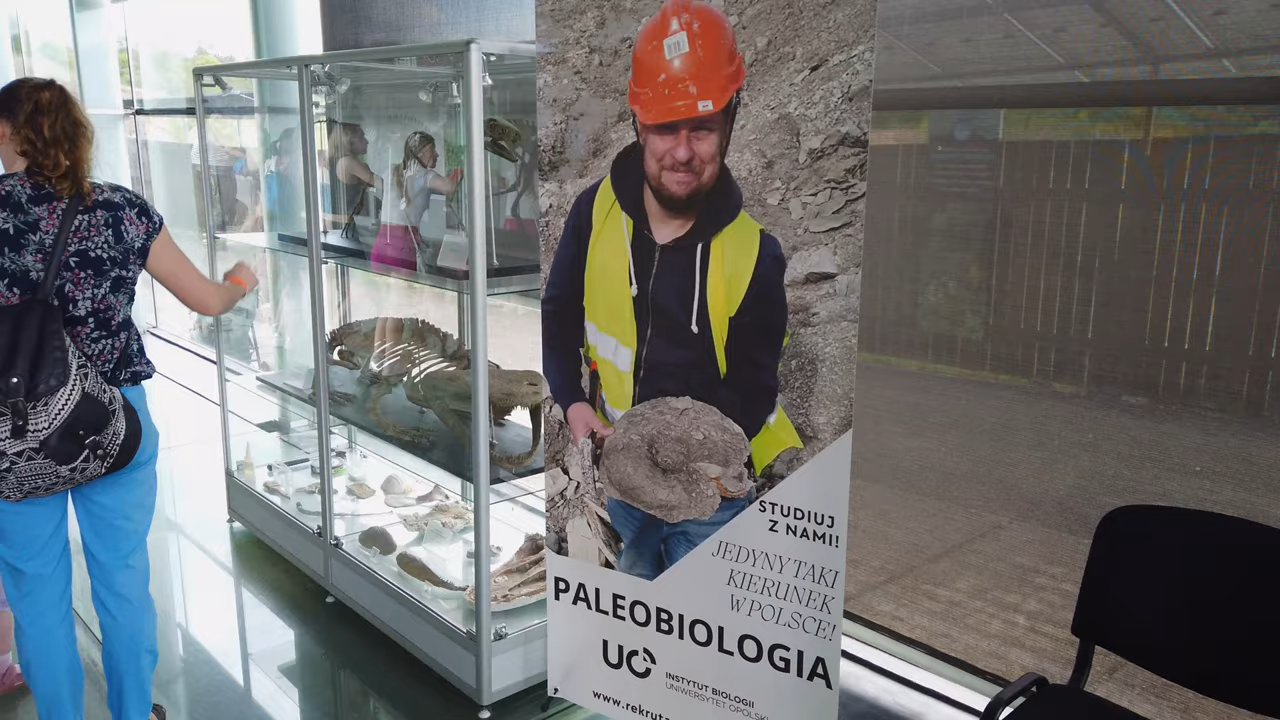 STUDIUJ
Z NAMI!
JEDYNY TAKI
KIERUNEK
W POLSCE!
PALEOBIOLOGIA
UO
INSTYTUT BIOLOGII
UNIWERSYTET OPOLSKI
www.rekruta